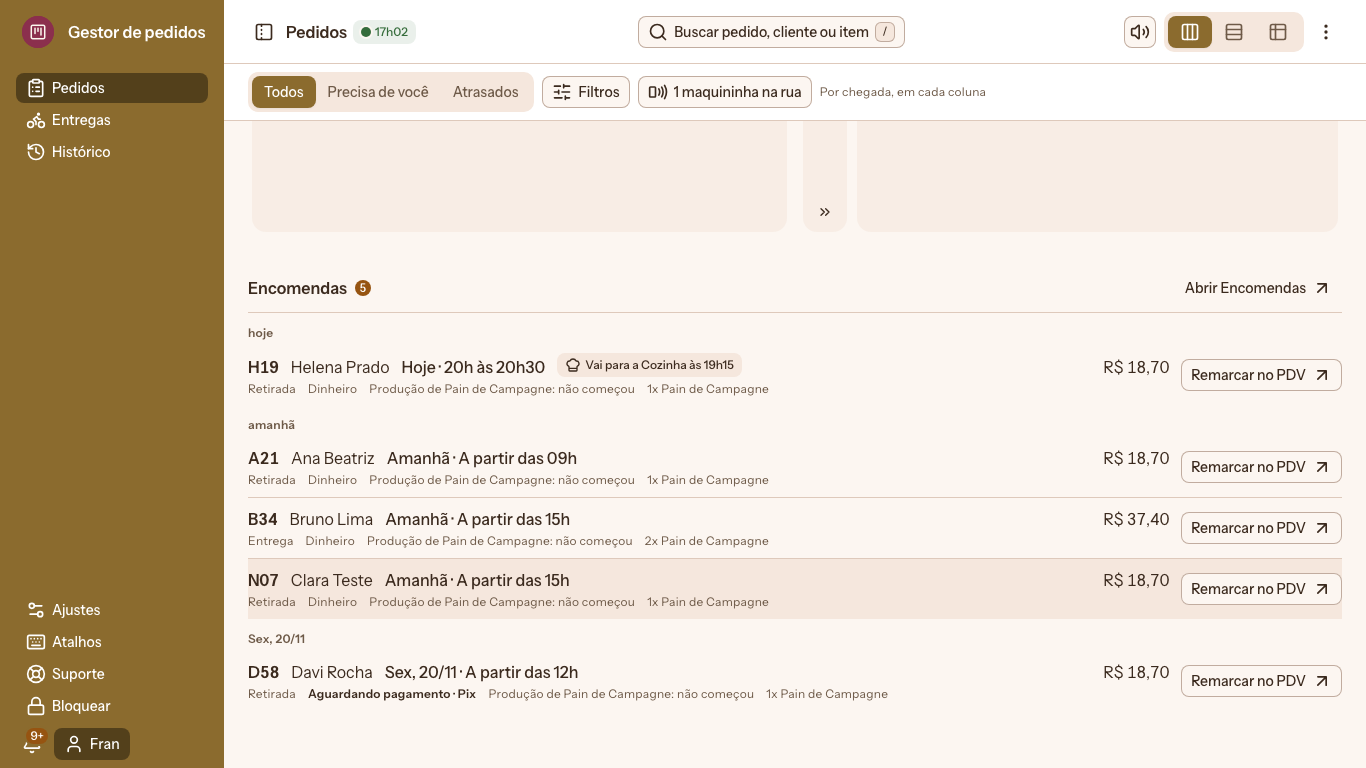 Gestor de pedidos
Pedidos
Entregas
Histórico
Ajustes
Atalhos
Suporte
Bloquear
9+
Fran
Pedidos
17h02
Buscar pedido, cliente ou item /
Todos
Precisa de você
Atrasados
Filtros
1 maquininha na rua
Por chegada, em cada coluna
Encomendas 5
Abrir Encomendas
hoje
H19 Helena Prado Hoje · 20h às 20h30 Vai para a Cozinha às 19h15 R$ 18,70 Remarcar no PDV
Retirada Dinheiro Produção de Pain de Campagne: não começou 1x Pain de Campagne
amanhã
A21 Ana Beatriz Amanhã · A partir das 09h R$ 18,70 Remarcar no PDV
Retirada Dinheiro Produção de Pain de Campagne: não começou 1x Pain de Campagne
B34 Bruno Lima Amanhã · A partir das 15h R$ 37,40 Remarcar no PDV
Entrega Dinheiro Produção de Pain de Campagne: não começou 2x Pain de Campagne
N07 Clara Teste Amanhã · A partir das 15h R$ 18,70 Remarcar no PDV
Retirada Dinheiro Produção de Pain de Campagne: não começou 1x Pain de Campagne
Sex, 20/11
D58 Davi Rocha Sex, 20/11 · A partir das 12h R$ 18,70 Remarcar no PDV
Retirada Aguardando pagamento · Pix Produção de Pain de Campagne: não começou 1x Pain de Campagne